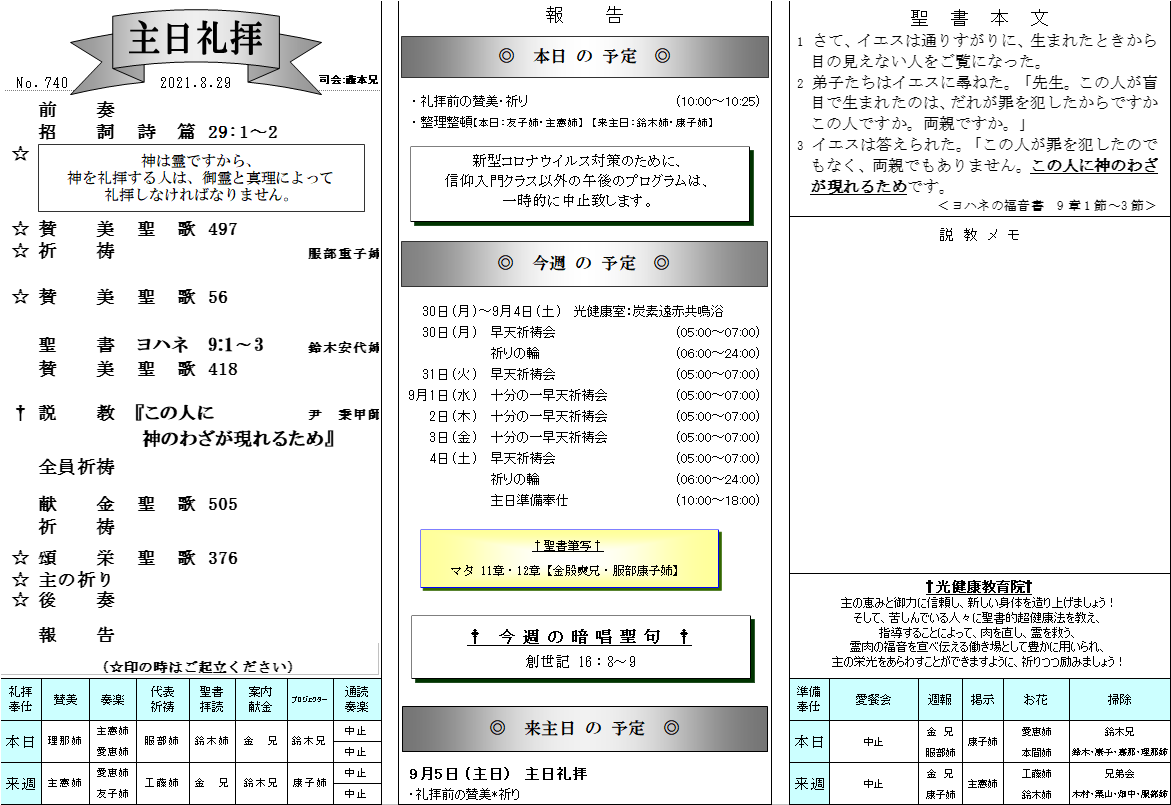 主日礼拝
No. 740
2021.8.29
司会:森本兄
前 奏
招 詞 詩 篇 29:1～2
☆
神は霊ですから、
神を礼拝する人は、御霊と真理によって
礼拝しなければなりません。
☆ 賛 美 聖 歌 497
☆ 祈 祷 服部重子姉
☆ 賛 美 聖 歌 56
聖 書 ヨハネ 9:1～3 鈴木安代姉
賛 美 聖 歌 418
† 説 教 『この人に 尹 秉甲師
神のわざが現れるため』
全員祈祷
献 金 聖 歌 505
祈 祷
☆ 頌 栄 聖 歌 376
☆ 主の祈り
☆ 後 奏
報 告
(☆印の時はご起立ください)
礼拝奉仕 賛美 奏楽 代表祈祷 聖書拝読 案内献金 プロジェクター 通読奏楽
本日 理那姉 主憲姉 愛恵姉 服部姉 鈴木姉 金 兄 鈴木兄 中止 中止
来週 主憲姉 愛恵姉 友子姉 工藤姉 金 兄 鈴木兄 康子姉 中止 中止
報 告
◎ 本日 の 予定 ◎
・礼拝前の賛美・祈り (10:00～10:25)
・整理整頓【本日：友子姉・主憲姉】【来主日：鈴木姉・康子姉】
新型コロナウイルス対策のために、
信仰入門クラス以外の午後のプログラムは、
一時的に中止致します。
◎ 今週 の 予定 ◎
30日(月)～9月4日(土) 光健康室：炭素遠赤共鳴浴
30日(月) 早天祈祷会 (05:00～07:00)
祈りの輪 (06:00～24:00)
31日(火) 早天祈祷会 (05:00～07:00)
9月1日(水) 十分の一早天祈祷会 (05:00～07:00)
2日(木) 十分の一早天祈祷会 (05:00～07:00)
3日(金) 十分の一早天祈祷会 (05:00～07:00)
4日(土) 早天祈祷会 (05:00～07:00)
祈りの輪 (06:00～24:00)
主日準備奉仕 (10:00～18:00)
†聖書筆写†
マタ 11章・12章【金殷奭兄・服部康子姉】
† 今週の暗唱聖句 †
創世記 16：8～9
◎ 来主日 の 予定 ◎
9月5日(主日) 主日礼拝
・礼拝前の賛美*祈り
聖 書 本 文
1 さて、イエスは通りすがりに、生まれたときから
目の見えない人をご覧になった。
2 弟子たちはイエスに尋ねた。「先生。この人が盲
目で生まれたのは、だれが罪を犯したからですか
この人ですか。両親ですか。」
3 イエスは答えられた。「この人が罪を犯したので
もなく、両親でもありません。この人に神のわざ
が現れるためです。
＜ヨハネの福音書 9章1節～3節＞
説 教 メ モ
†光健康教育院†
主の恵みと御力に信頼し、新しい身体を造り上げましょう！
そして、苦しんでいる人々に聖書的超健康法を教え、
指導することによって、肉を直し、霊を救う、
霊肉の福音を宣べ伝える働き場として豊かに用いられ、
主の栄光をあらわすことができますように、祈りつつ励みましょう！
準備奉仕 愛餐会 週報 掲示 お花 掃除
本日 中止 金 兄 服部姉 康子姉 愛恵姉 本間姉 鈴木兄 鈴木・康子・憲那・理那姉
来週 中止 金 兄 康子姉 主憲姉 工藤姉 鈴木姉 兄弟会 木村・栗山・畑中・服部姉